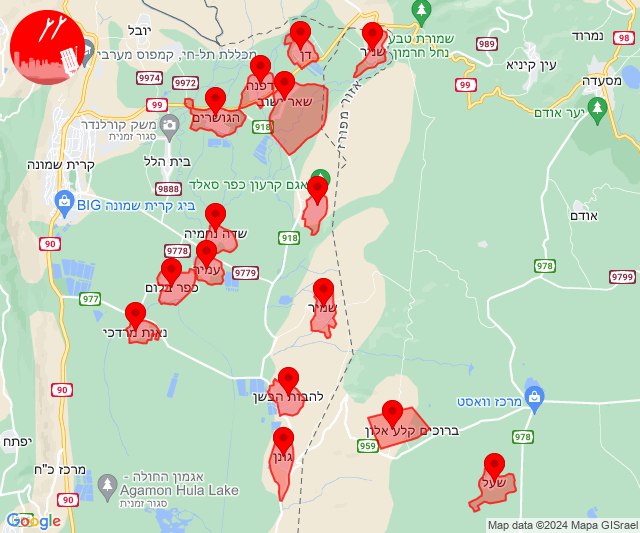 יובל
שמורת טבע
נחל חרמון
נמרוד
98
989
מכללת תל-חי, קמפוס מערבי
דן
שניר
עין קיניא
מסעדה
9974
9972
דפנה
99
99
שאר ישוב
הגושרים
918
אזור מפורז
יער אודם
משק קורלנדר
סגור זמנית
קרית שמונה
בית הלל
אגם קרעון כפר סאלד
9888
ביג קרית שמונה BIG
אודם
שדה נחמיה
90
918
9778
978
עמיר
9779
9799
כפר בלום
977
שמיר
נאות מרדכי
90
להבות הבשן
מרכז וואסט
ברוכים קלע אלון
978
יפתח
959
גונן
מרכז כ"ח
אגמון החולה -
Agamon Hula Lake
סגור זמנית
שעל
90
Google
Map data ©2024 Mapa GISrael